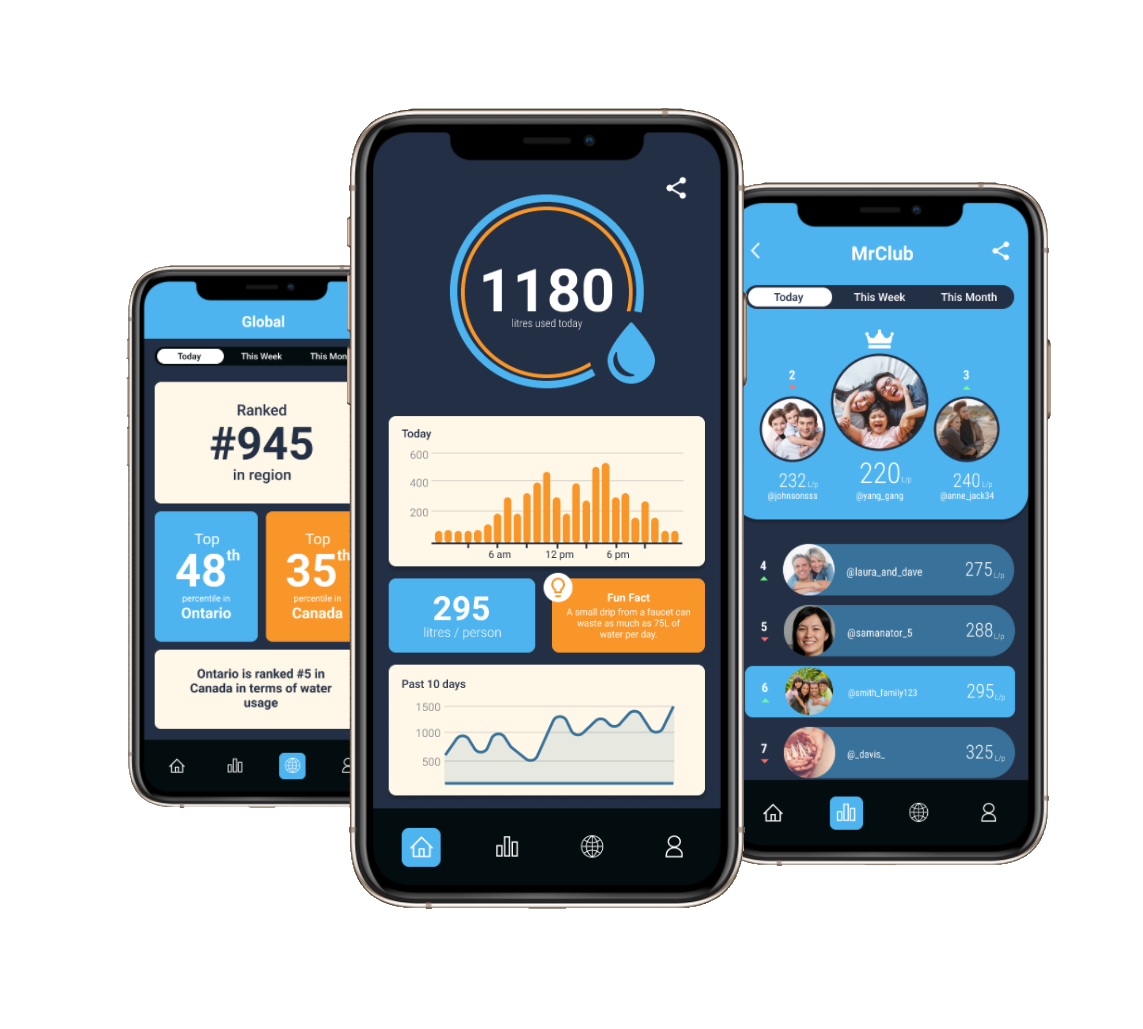 Global
Today This Week This Mon
Ranked
#945
in region
Top
48th
percentile in
Ontario
Top
35th
percentile in
Canada
Ontario is ranked #5 in
Canada in terms of water
usage
1180
litres used today
Today
600
400
200
6 am 12 pm 6 pm
295
litres / person
Fun Fact
A small drip from a faucet can
waste as much as 75L of
water per day.
Past 10 days
1500
1000
500
MrClub
Today This Week This Month
2
3
232 L/p
@johnsonsss
220 L/p
@yang_gang
240 L/p
@anne_jack34
4 @laura_and_dave 275 L/p
5 @samanator_5 288 L/p
6 @smith_family123 295 L/p
7 @_davis_ 325 L/p